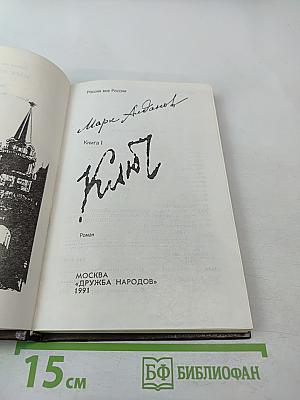 Россия вне России
Марк Алданов
Книга I
Ключ
Роман
МОСКВА
«ДРУЖБА НАРОДОВ»
1991
15 см
БФ БИБЛИОФАН